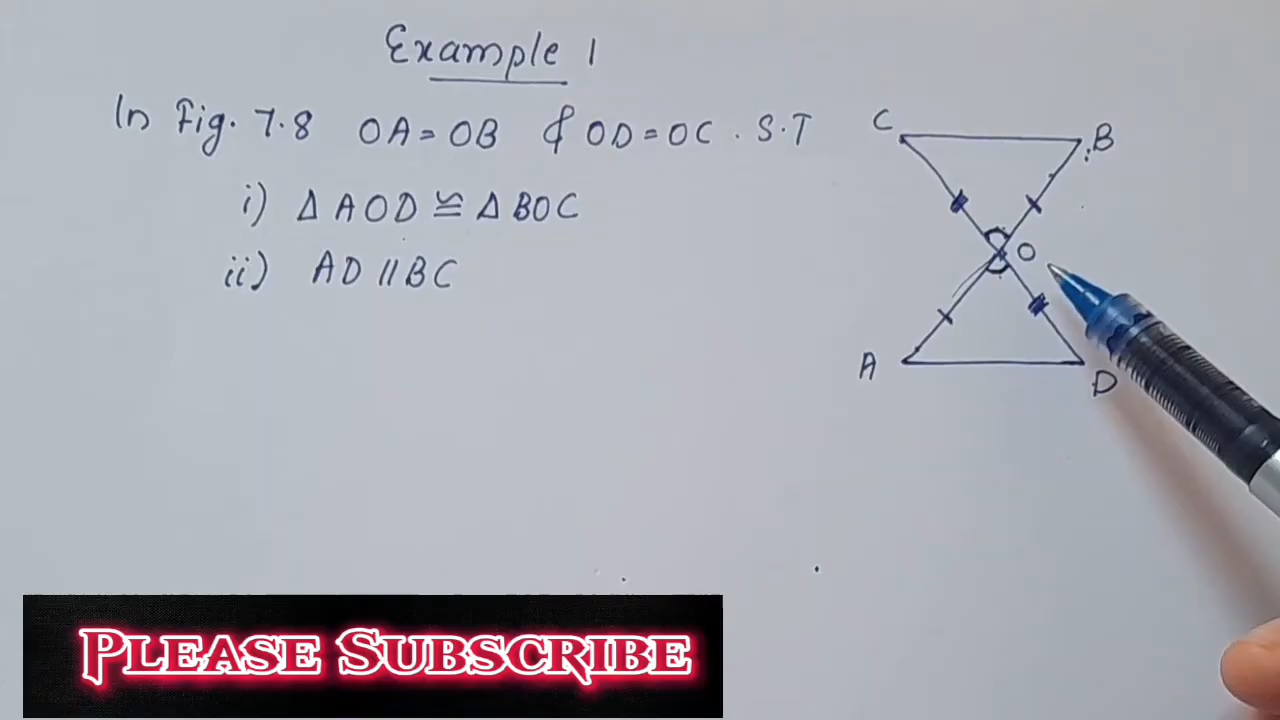 Example 1
In Fig. 7.8 OA = OB & OD = OC . S.T
i) Δ AOD ≅ Δ BOC
ii) AD || BC
C
B
O
A
D
PLEASE SUBSCRIBE